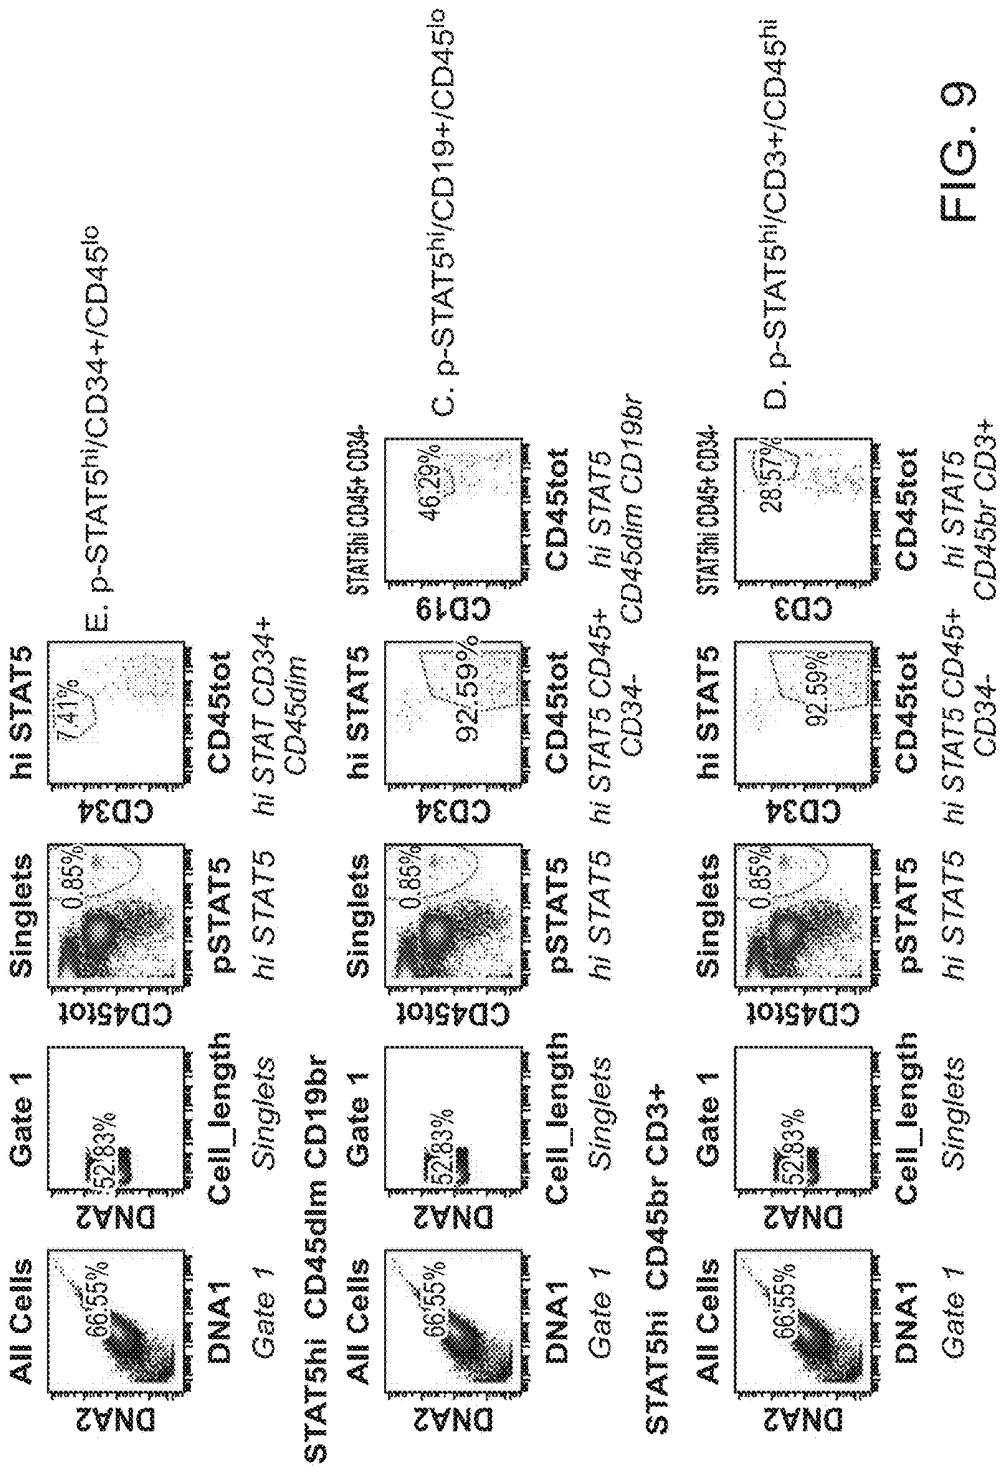 All Cells
Gate 1
Singlets
hi STAT5
DNA2
66.55%
DNA2
52.83%
CD45tot
0.85%
CD34
7.41%
E. p-STAT5hi/CD34+/CD45lo
DNA1
Cell_length
pSTAT5
CD45tot
Gate 1
Singlets
hi STAT5
hi STAT CD34+
CD45dim
STAT5hi CD45dIm CD19br
All Cells
Gate 1
Singlets
hi STAT5
STAT5hi CD45+ CD34-
DNA2
66.55%
DNA2
52.83%
CD45tot
0.85%
CD34
92.59%
CD19
46.29%
C. p-STAT5hi/CD19+/CD45lo
DNA1
Cell_length
pSTAT5
CD45tot
CD45tot
Gate 1
Singlets
hi STAT5
hi STAT5 CD45+
CD34-
hi STAT5
CD45dim CD19br
STAT5hi CD45br CD3+
All Cells
Gate 1
Singlets
hi STAT5
STAT5hi CD45+ CD34-
DNA2
66.55%
DNA2
52.83%
CD45tot
0.85%
CD34
92.59%
CD3
28.57%
D. p-STAT5hi/CD3+/CD45hi
DNA1
Cell_length
pSTAT5
CD45tot
CD45tot
Gate 1
Singlets
hi STAT5
hi STAT5 CD45+
CD34-
hi STAT5
CD45br CD3+
FIG. 9